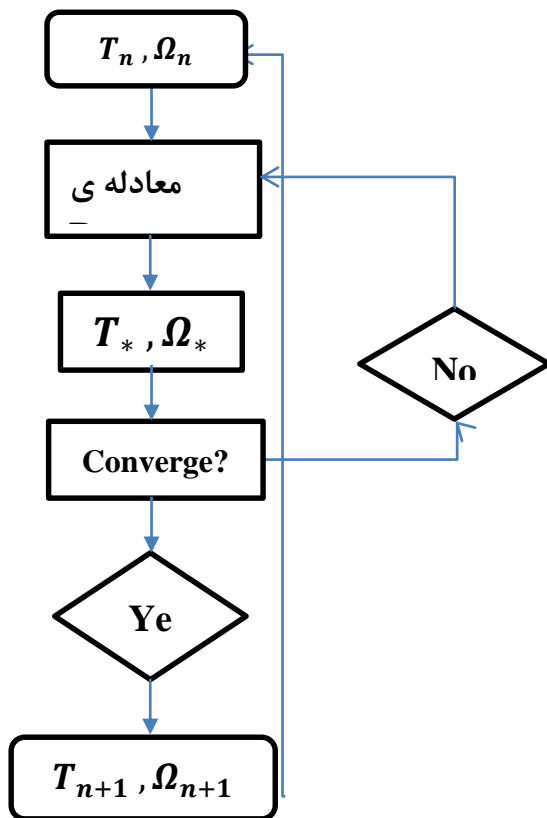 T_n , Ω_n
معادله ی
T_* , Ω_*
No
Converge?
Ye
T_{n+1} , Ω_{n+1}